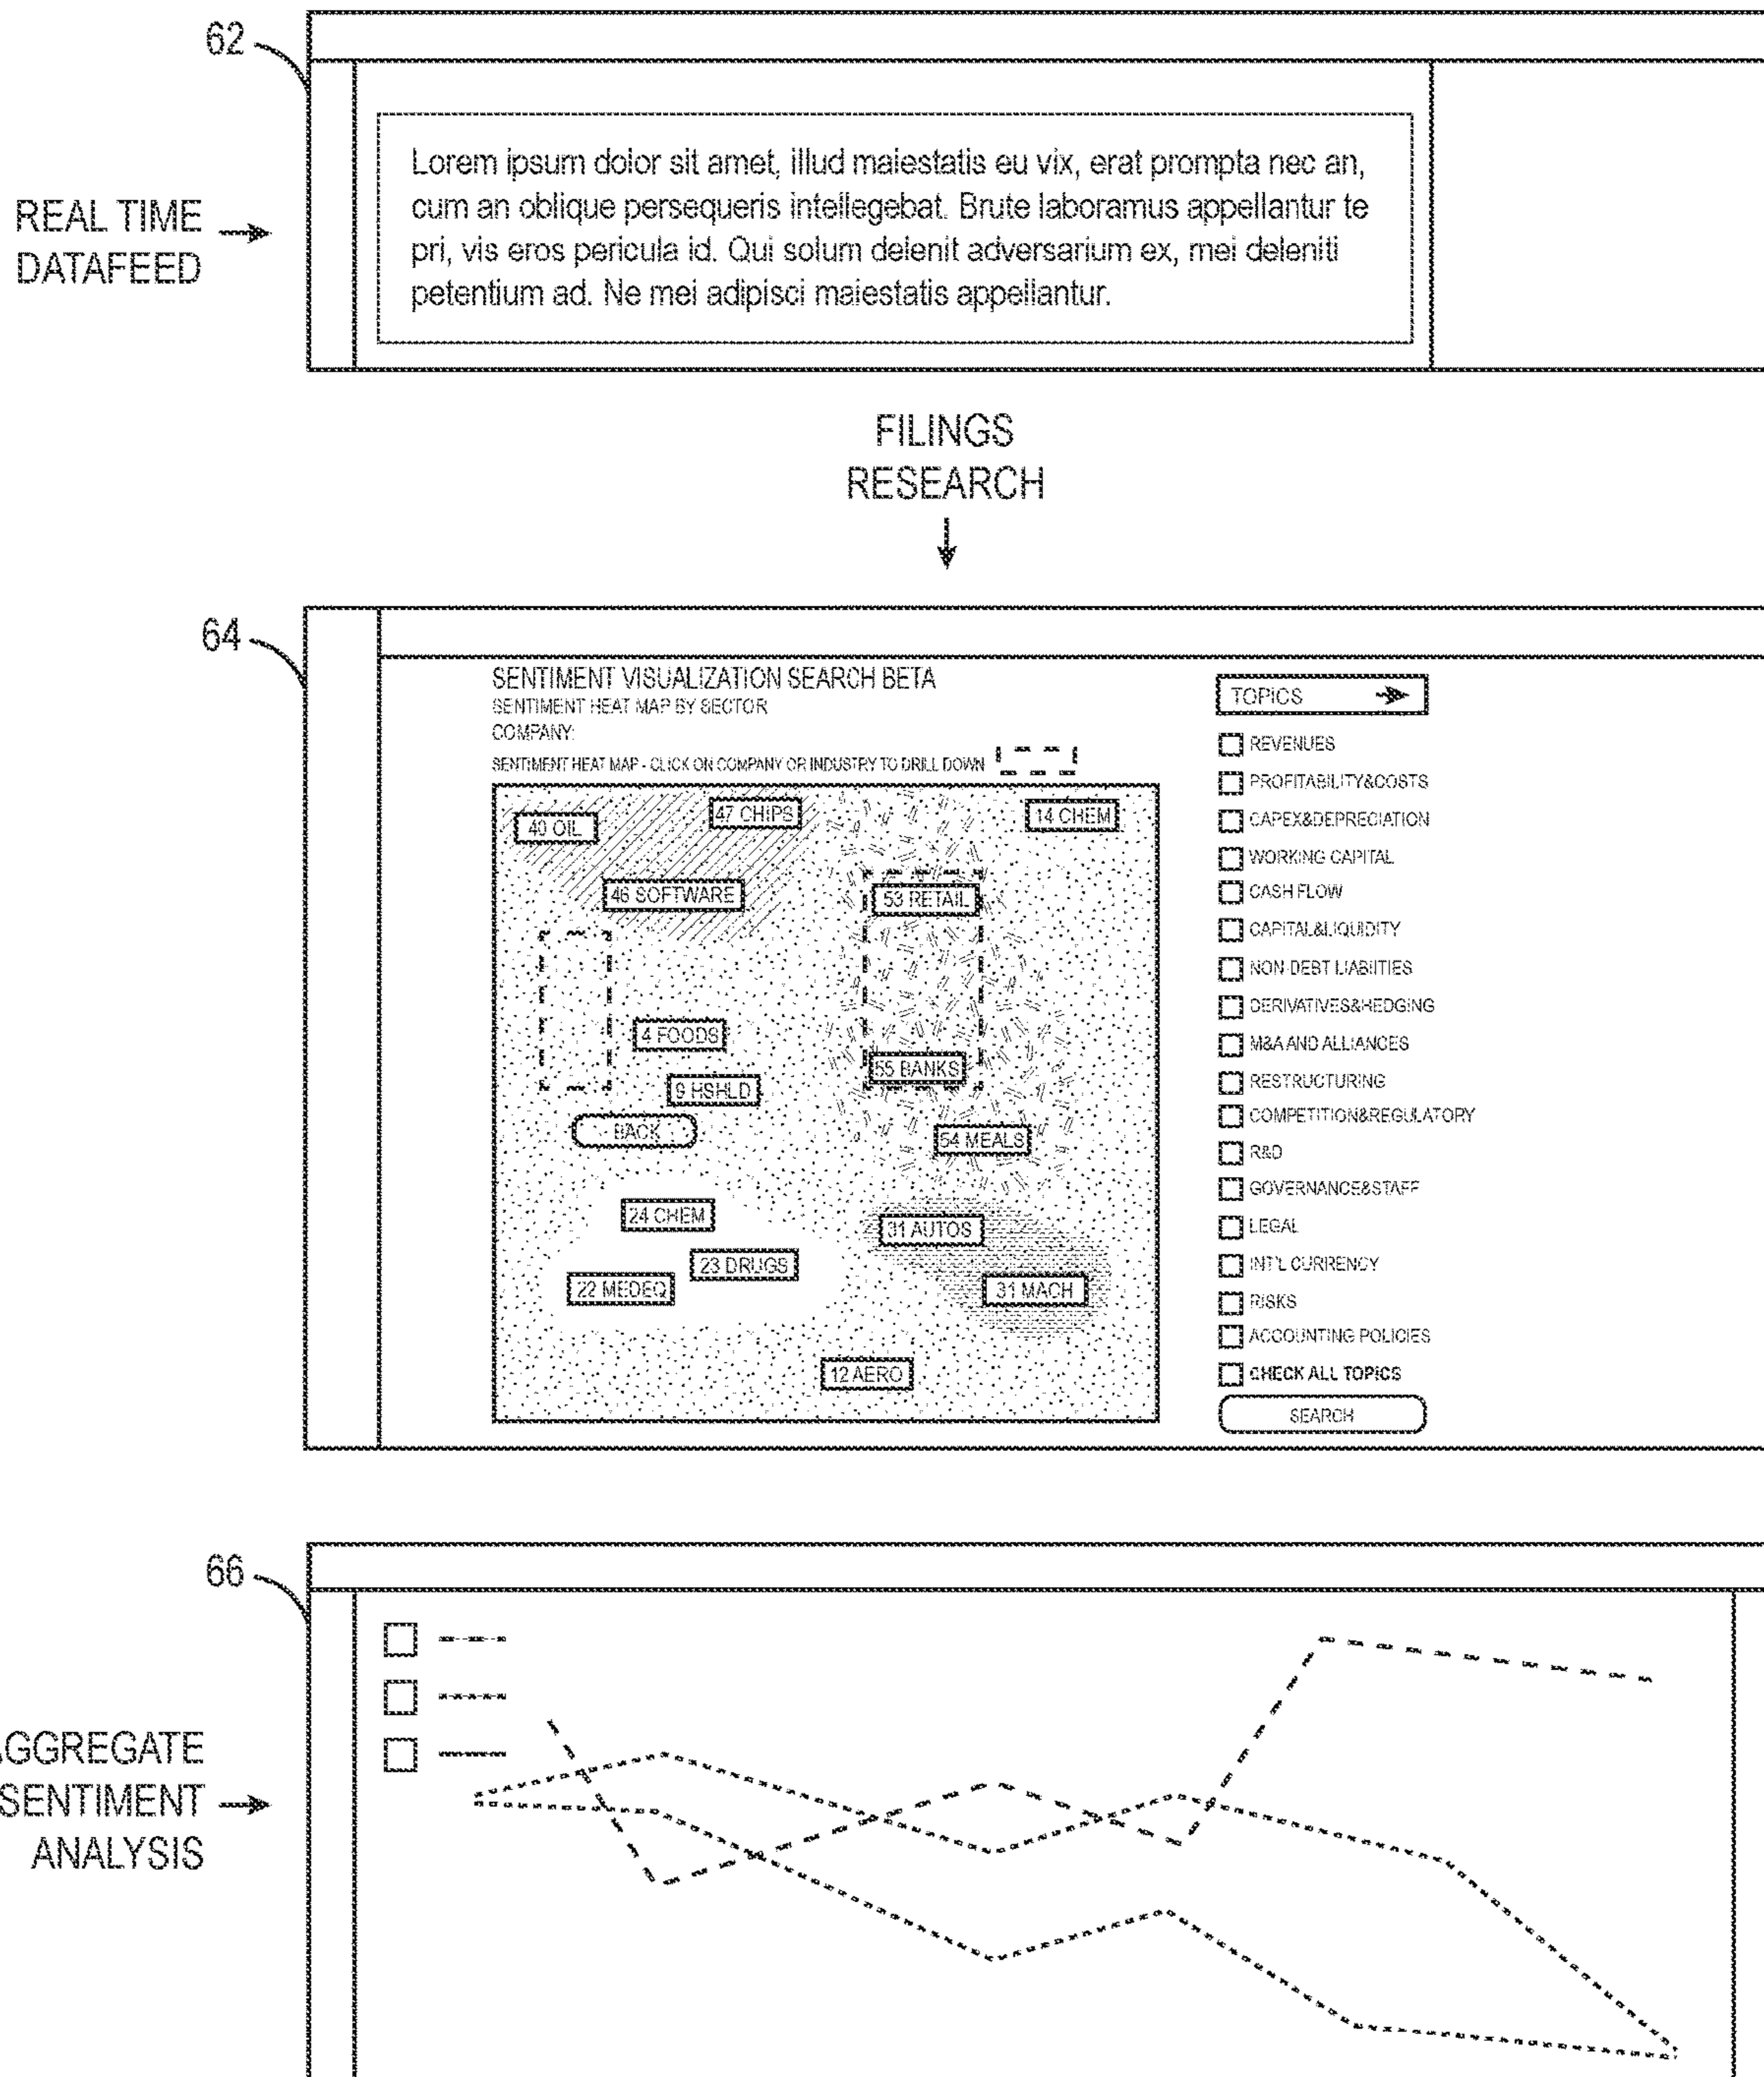 62
REAL TIME
DATAFEED
Lorem ipsum dolor sit amet, illud maiestatis eu vix, erat prompta nec an,
cum an oblique persequeris intellegebat. Brute laboramus appellantur te
pri, vis eros pericula id. Qui solum delenit adversarium ex, mei deleniti
petentium ad. Ne mei adipisci maiestatis appellantur.
FILINGS
RESEARCH
64
SENTIMENT VISUALIZATION SEARCH BETA
SENTIMENT HEAT MAP BY SECTOR
COMPANY:
SENTIMENT HEAT MAP - CLICK ON COMPANY OR INDUSTRY TO DRILL DOWN
40 OIL
47 CHIPS
14 CHEM
46 SOFTWARE
53 RETAIL
4 FOODS
55 BANKS
9 HSHLD
BACK
54 MEALS
24 CHEM
31 AUTOS
23 DRUGS
22 MEDEQ
31 MACH
12 AERO
TOPICS
REVENUES
PROFITABILITY&COSTS
CAPEX&DEPRECIATION
WORKING CAPITAL
CASH FLOW
CAPITAL&LIQUIDITY
NON-DEBT LIABIITIES
DERIVATIVES&HEDGING
M&A AND ALLIANCES
RESTRUCTURING
COMPETITION&REGULATORY
R&D
GOVERNANCE&STAFF
LEGAL
INT'L CURRENCY
RISKS
ACCOUNTING POLICIES
CHECK ALL TOPICS
SEARCH
66
AGGREGATE
SENTIMENT
ANALYSIS